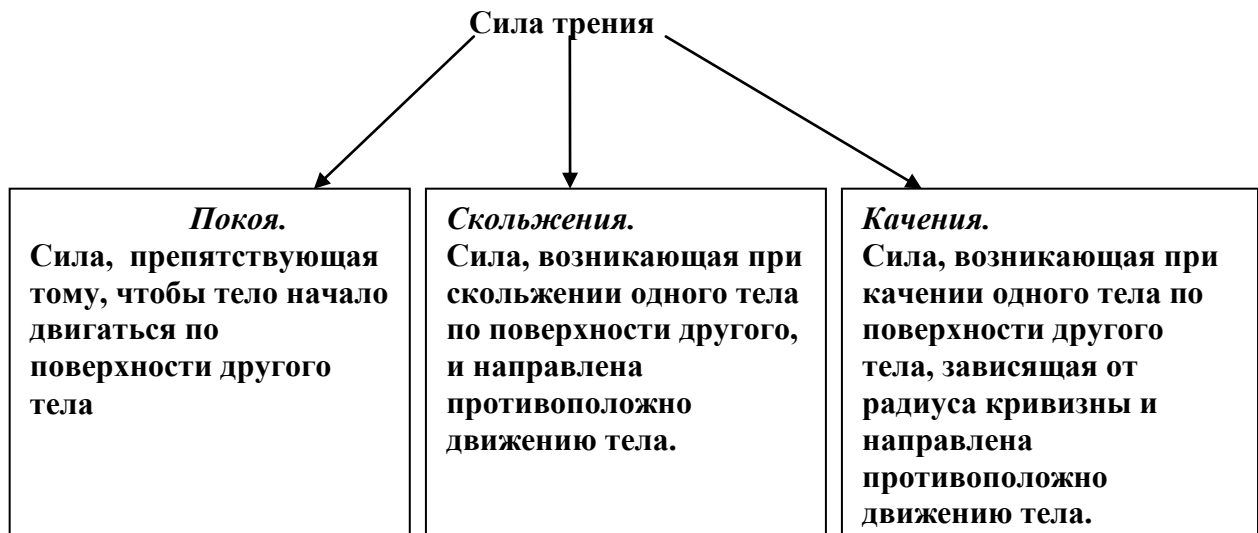 Сила трения
Покоя.
Сила, препятствующая
тому, чтобы тело начало
двигаться по
поверхности другого
тела
Скольжения.
Сила, возникающая при
скольжении одного тела
по поверхности другого,
и направлена
противоположно
движению тела.
Качения.
Сила, возникающая при
качении одного тела по
поверхности другого
тела, зависящая от
радиуса кривизны и
направлена
противоположно
движению тела.